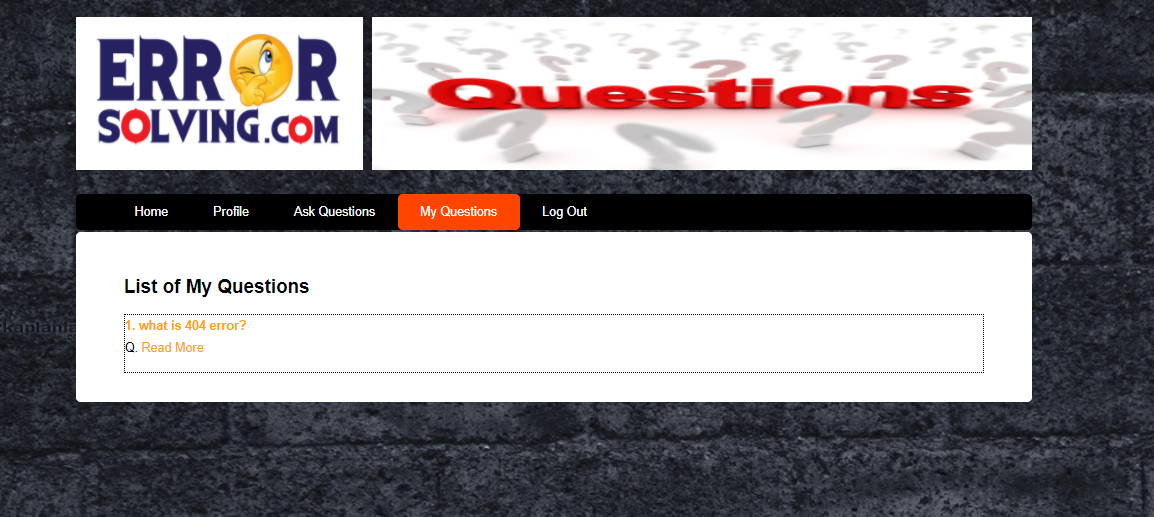 ERROR
SOLVING.COM
Questions
Home Profile Ask Questions My Questions Log Out
List of My Questions
1. what is 404 error?
Q. Read More